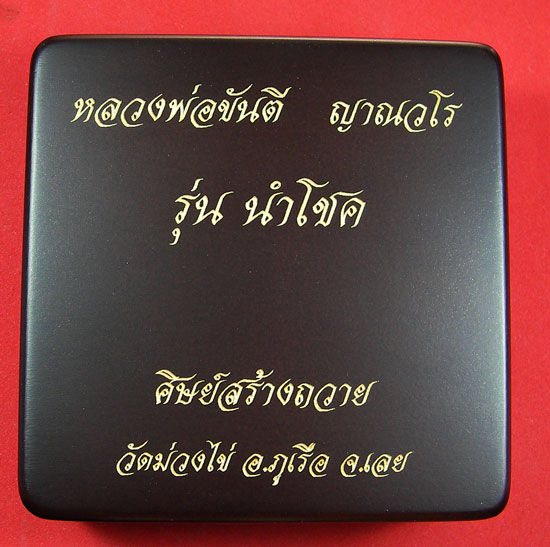 หลวงพ่อขันตี ญาณวโร
รุ่น นำโชค
ศิษย์สร้างถวาย
วัดม่วงไข่ อ.ภูเรือ จ.เลย